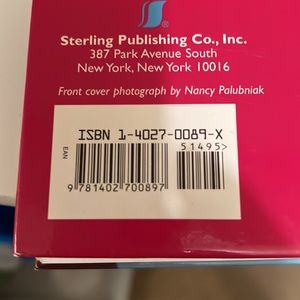 Sterling Publishing Co., Inc.
387 Park Avenue South
New York, New York 10016
Front cover photograph by Nancy Palubniak
ISBN 1-4027-0089-X
51495>
EAN
9 781402 700897